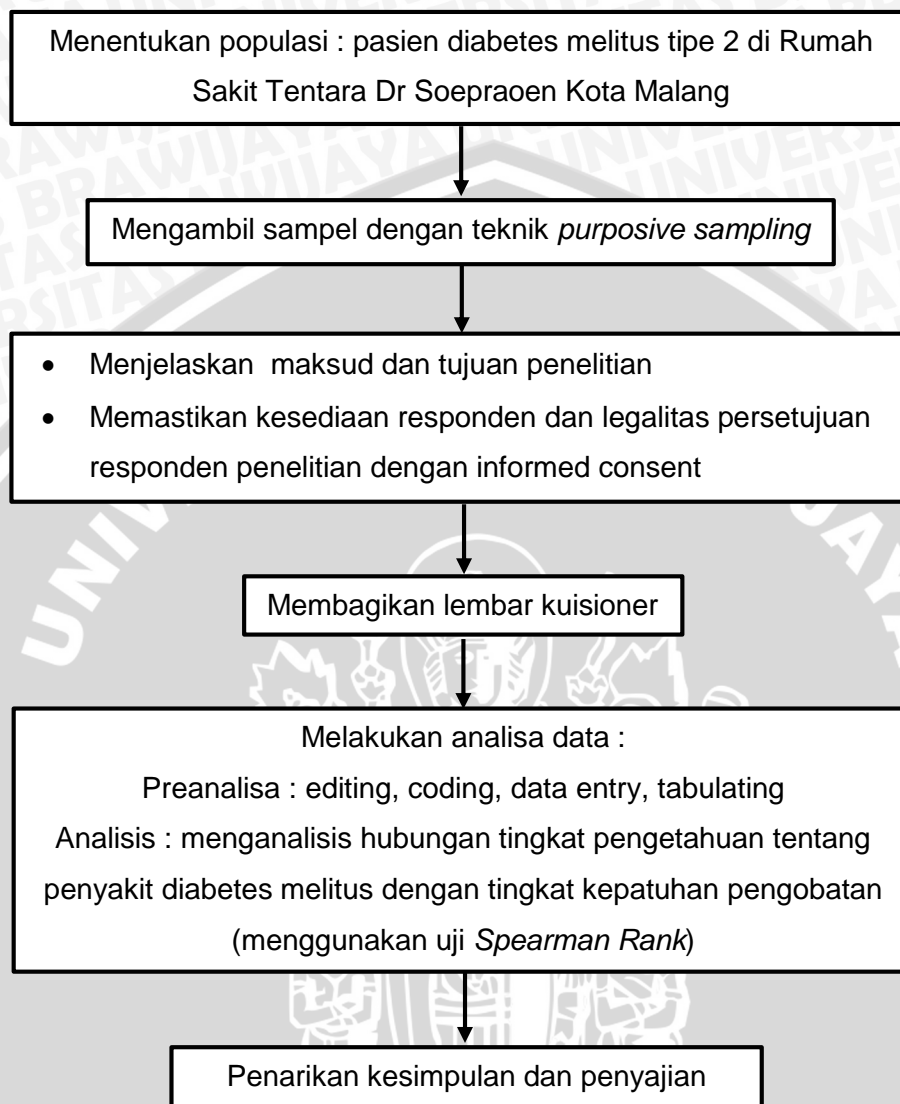 Menentukan populasi : pasien diabetes melitus tipe 2 di Rumah
Sakit Tentara Dr Soepraoen Kota Malang
Mengambil sampel dengan teknik purposive sampling
• Menjelaskan maksud dan tujuan penelitian
• Memastikan kesediaan responden dan legalitas persetujuan
responden penelitian dengan informed consent
Membagikan lembar kuisioner
Melakukan analisa data :
Preanalisa : editing, coding, data entry, tabulating
Analisis : menganalisis hubungan tingkat pengetahuan tentang
penyakit diabetes melitus dengan tingkat kepatuhan pengobatan
(menggunakan uji Spearman Rank)
Penarikan kesimpulan dan penyajian